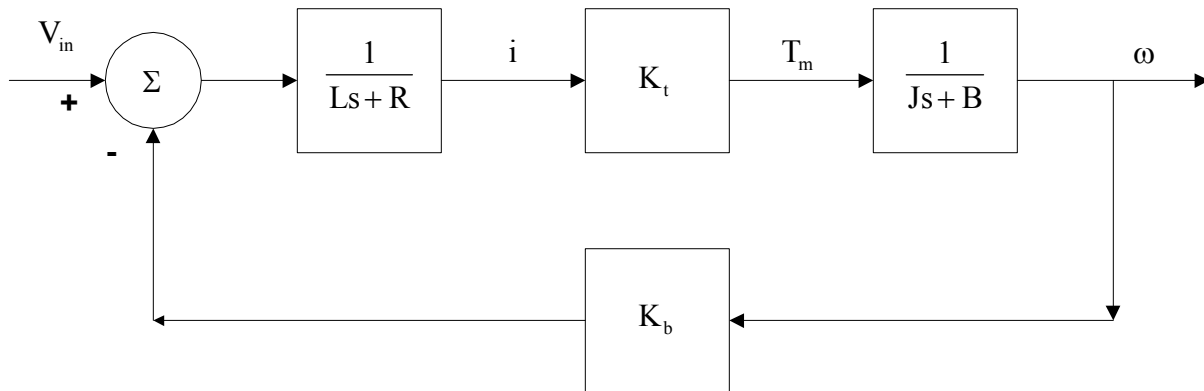 V_in
+
-
Σ
1
Ls + R
i
K_t
T_m
1
Js + B
ω
K_b